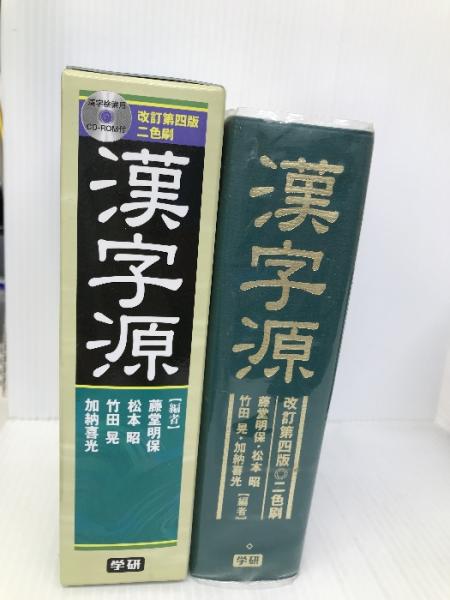 漢字検索用
CD-ROM付
改訂第四版
二色刷
漢字源
【編者】
藤堂明保
松本 昭
竹田 晃
加納喜光
学研
漢字源
改訂第四版◎二色刷
藤堂明保・松本 昭
竹田 晃・加納喜光【編者】
学研